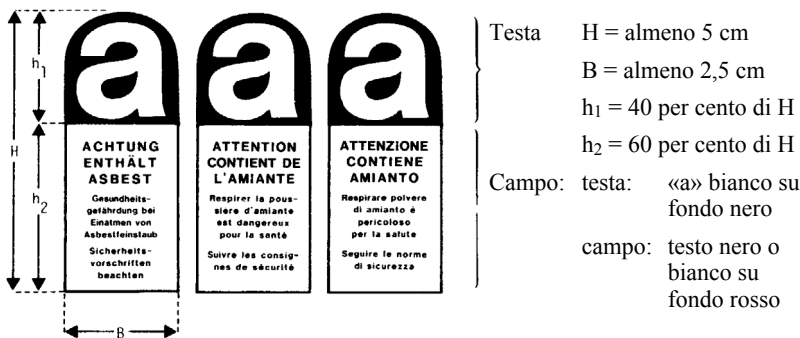 H
h1
h2
B
a
ACHTUNG
ENTHÄLT
ASBEST
Gesundheits-
gefährdung bei
Einatmen von
Asbestfeinstaub
Sicherheits-
vorschriften
beachten
a
ATTENTION
CONTIENT DE
L'AMIANTE
Respirer la pous-
sière d'amiante
est dangereux
pour la santé
Suivre les consig-
nes de sécurité
a
ATTENZIONE
CONTIENE
AMIANTO
Respirare polvere
di amianto è
pericoloso
per la salute
Seguire le norme
di sicurezza
Testa H = almeno 5 cm
B = almeno 2,5 cm
h1 = 40 per cento di H
h2 = 60 per cento di H
Campo: testa: «a» bianco su
fondo nero
campo: testo nero o
bianco su
fondo rosso